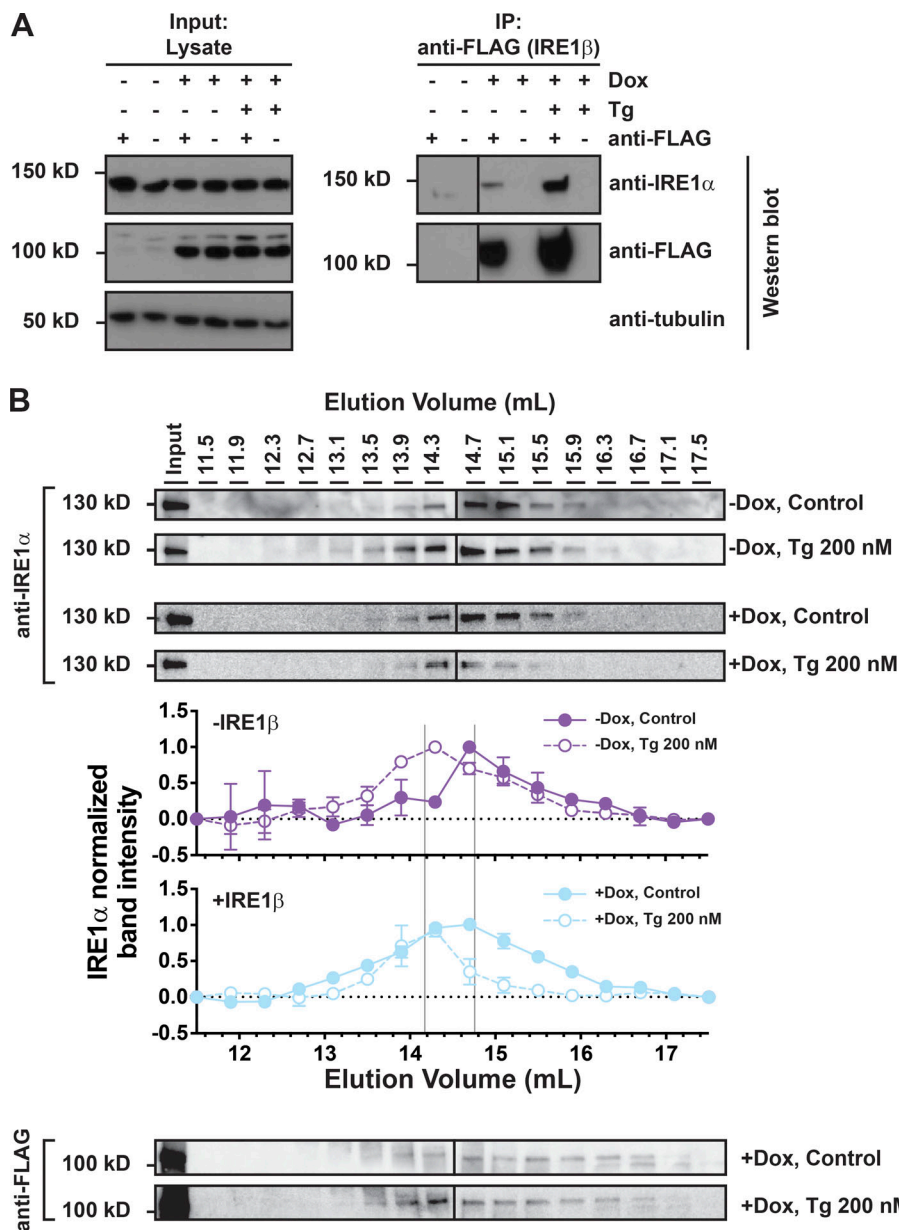 A
Input:
Lysate
IP:
anti-FLAG (IRE1β)
- - + + + + - - + + + + Dox
- - - - + + - - - - + + Tg
+ - + - + - + - + - + - anti-FLAG
150 kD 150 kD anti-IRE1α
100 kD 100 kD anti-FLAG
50 kD anti-tubulin
Western blot
B
Elution Volume (mL)
Input 11.5 11.9 12.3 12.7 13.1 13.5 13.9 14.3 14.7 15.1 15.5 15.9 16.3 16.7 17.1 17.5
anti-IRE1α
130 kD -Dox, Control
130 kD -Dox, Tg 200 nM
130 kD +Dox, Control
130 kD +Dox, Tg 200 nM
IRE1α normalized
band intensity
1.5
1.0
0.5
0.0
-0.5
-IRE1β
-Dox, Control
-Dox, Tg 200 nM
1.5
1.0
0.5
0.0
-0.5
+IRE1β
+Dox, Control
+Dox, Tg 200 nM
12 13 14 15 16 17
Elution Volume (mL)
anti-FLAG
100 kD +Dox, Control
100 kD +Dox, Tg 200 nM